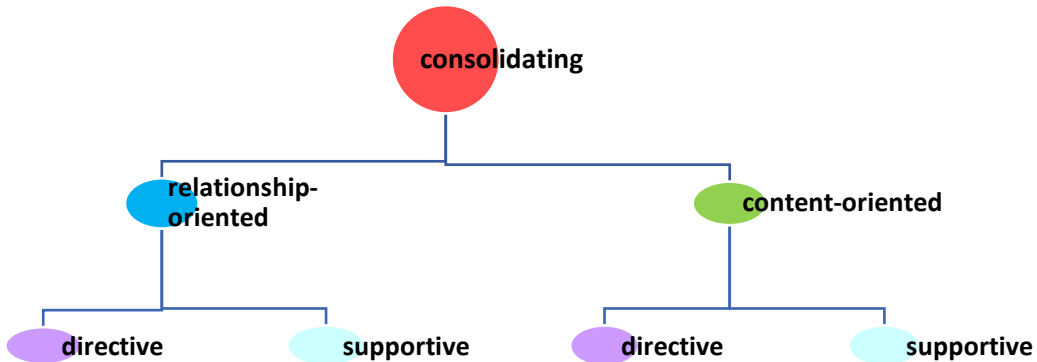 consolidating
relationship-
oriented
content-oriented
directive
supportive
directive
supportive